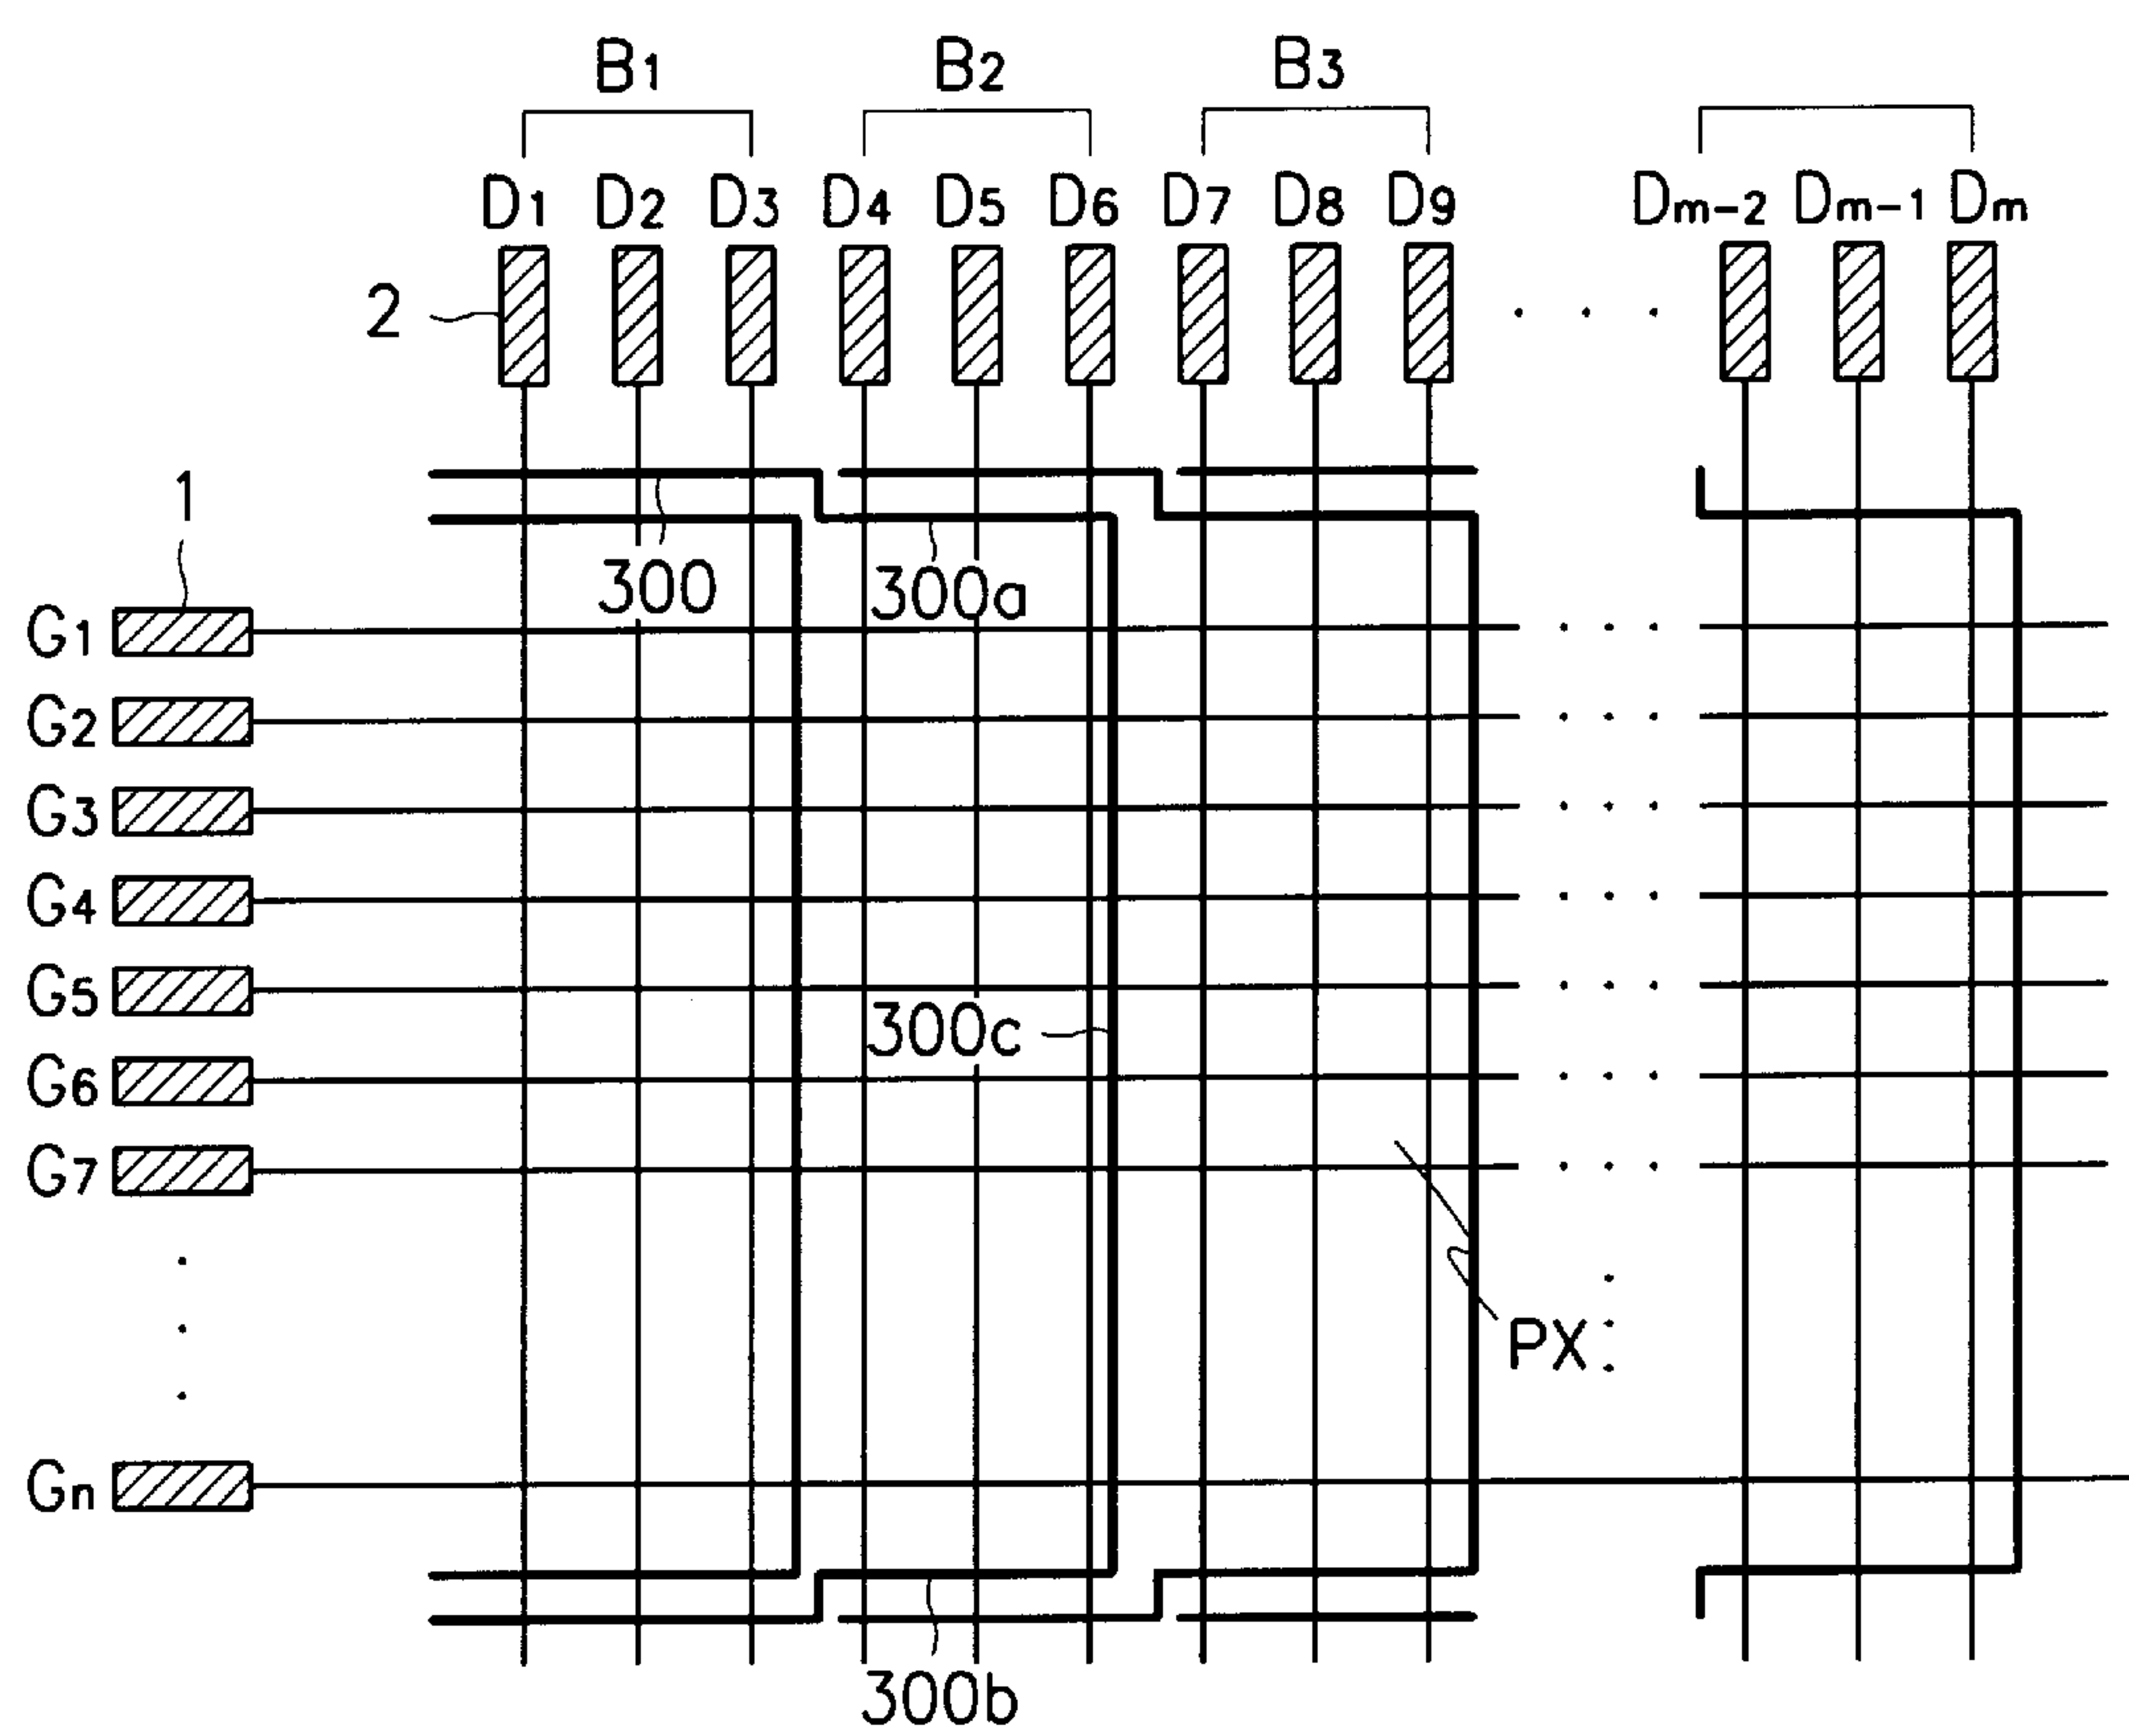 B1 B2 B3
D1 D2 D3 D4 D5 D6 D7 D8 D9 Dm-2 Dm-1 Dm
2
1
300 300a
G1
G2
G3
G4
G5
300c
G6
G7
PX
Gn
300b